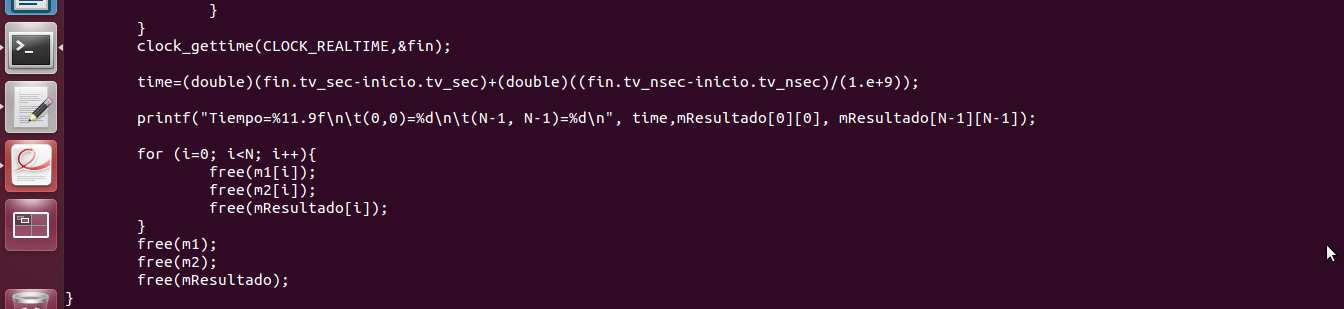 }
}
clock_gettime(CLOCK_REALTIME,&fin);
time=(double)(fin.tv_sec-inicio.tv_sec)+(double)((fin.tv_nsec-inicio.tv_nsec)/(1.e+9));
printf("Tiempo=%11.9f\n\t(0,0)=%d\n\t(N-1, N-1)=%d\n", time,mResultado[0][0], mResultado[N-1][N-1]);
for (i=0; i<N; i++){
free(m1[i]);
free(m2[i]);
free(mResultado[i]);
}
free(m1);
free(m2);
free(mResultado);
}